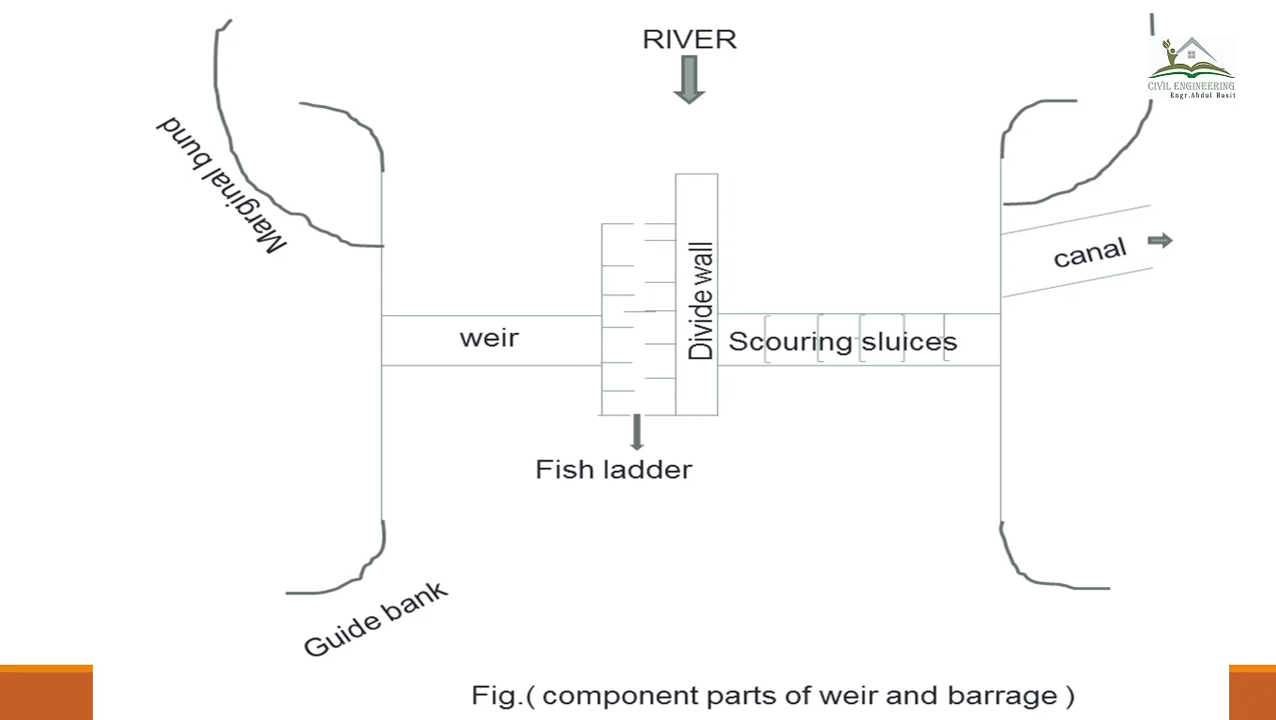 RIVER
CIVIL ENGINEERING
Engr.Abdul Basit
Marginal bund
canal
Divide wall
weir
Scouring sluices
Fish ladder
Guide bank
Fig.( component parts of weir and barrage )